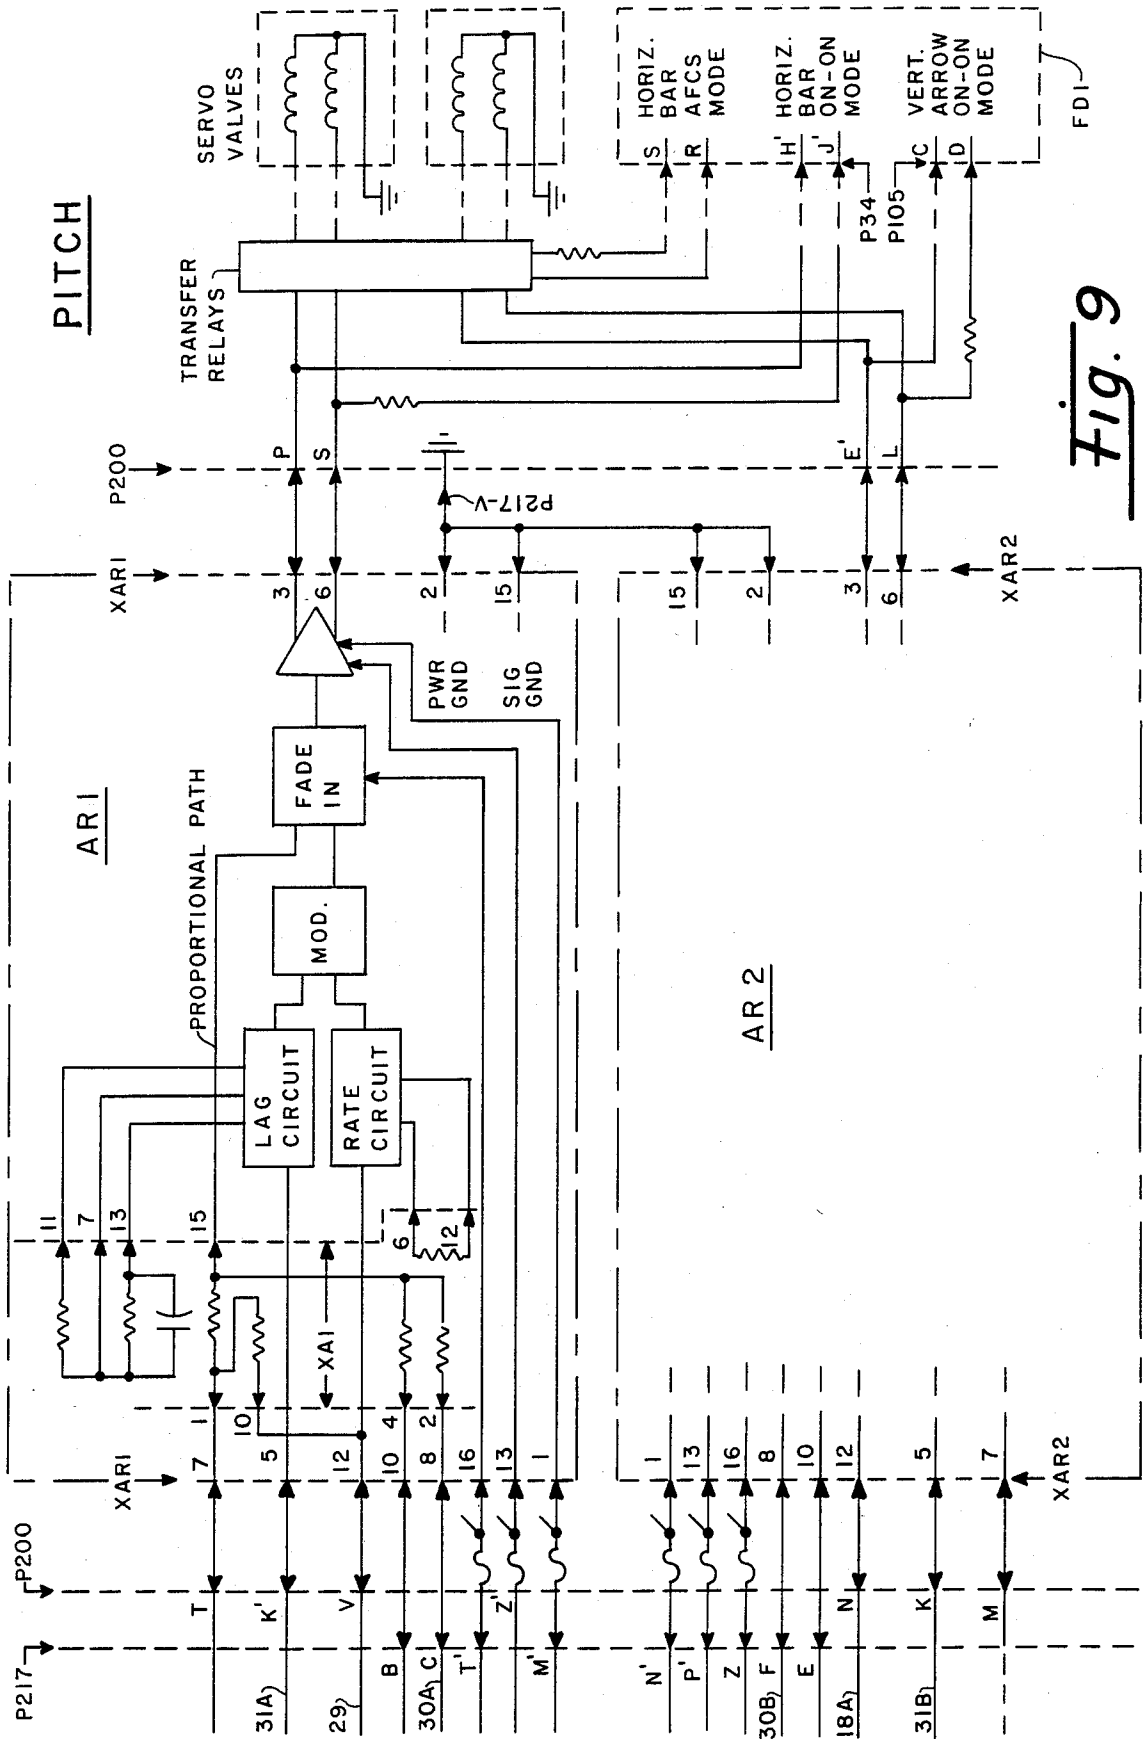 PITCH
Fig. 9
P217
P200
XAR1
AR1
XAR1
P200
TRANSFER
RELAYS
SERVO
VALVES
T
7
1
15
11
7
13
PROPORTIONAL PATH
10
K'
5
31A
LAG
CIRCUIT
MOD.
FADE
IN
3
6
P
S
XA1
29
V
12
RATE
CIRCUIT
6
12
B
10
4
30A
C
8
2
T'
16
Z'
13
M'
1
PWR
GND
2
SIG
GND
15
P217-V
N'
1
P'
13
Z
16
30B
F
8
E
10
18A
N
12
31B
K
5
M
7
XAR2
AR2
15
2
3
6
XAR2
E'
L
HORIZ.
BAR
AFCS
MODE
S
R
HORIZ.
BAR
ON-ON
MODE
H'
J'
P34
P105
VERT.
ARROW
ON-ON
MODE
C
D
FDI